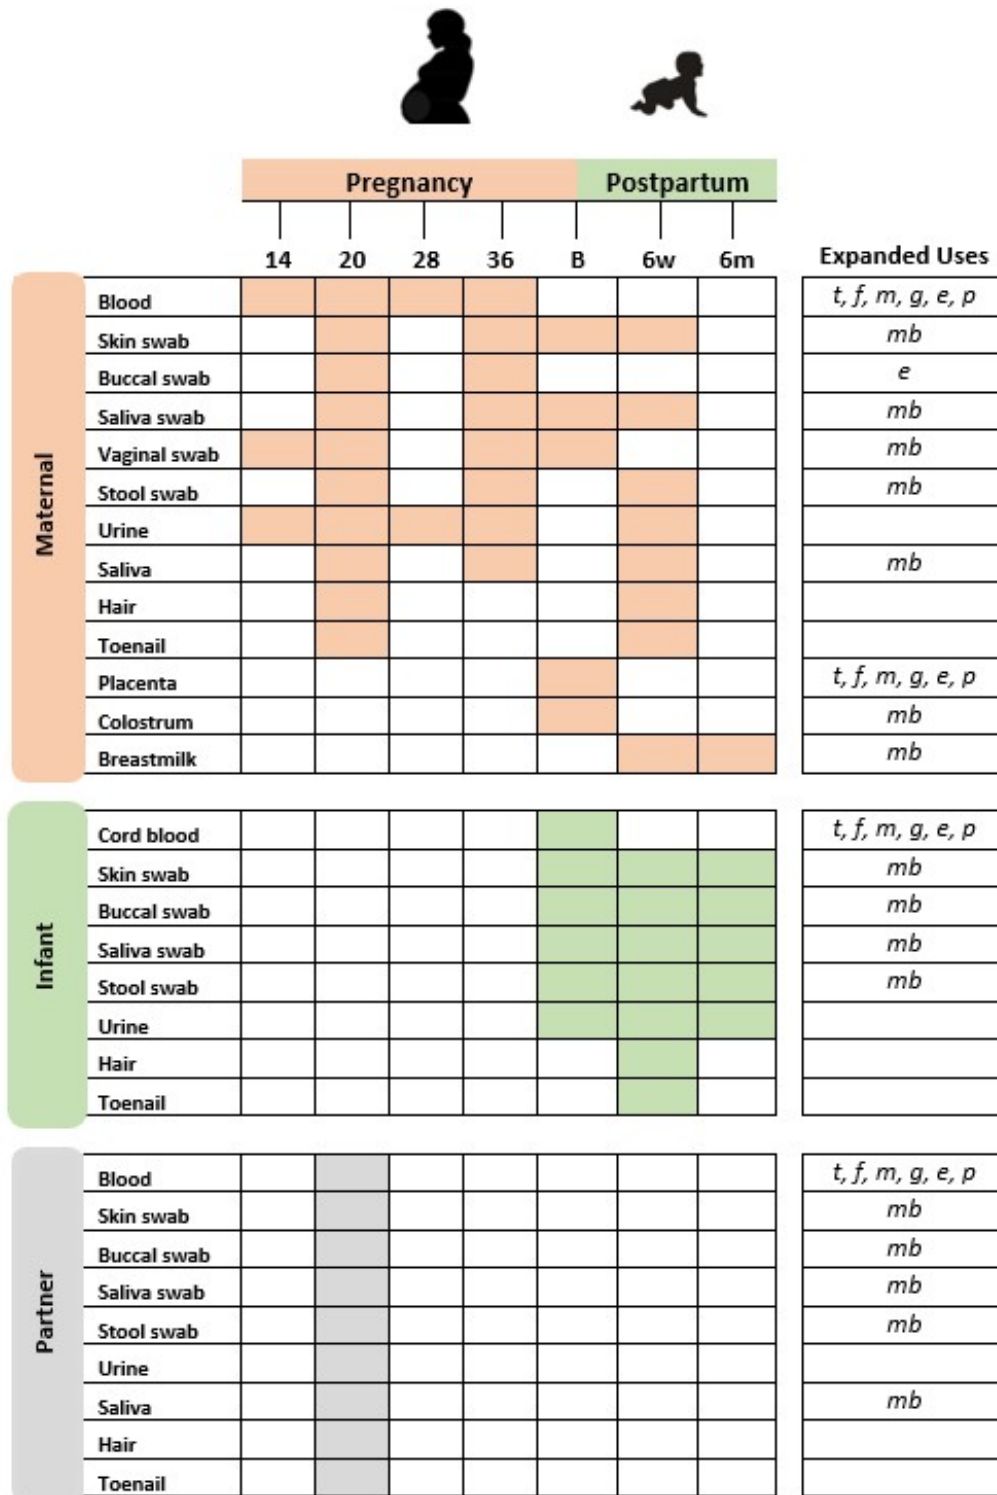 Pregnancy Postpartum
14 20 28 36 B 6w 6m Expanded Uses
Maternal
Blood t, f, m, g, e, p
Skin swab mb
Buccal swab e
Saliva swab mb
Vaginal swab mb
Stool swab mb
Urine
Saliva mb
Hair
Toenail
Placenta t, f, m, g, e, p
Colostrum mb
Breastmilk mb
Infant
Cord blood t, f, m, g, e, p
Skin swab mb
Buccal swab mb
Saliva swab mb
Stool swab mb
Urine
Hair
Toenail
Partner
Blood t, f, m, g, e, p
Skin swab mb
Buccal swab mb
Saliva swab mb
Stool swab mb
Urine
Saliva mb
Hair
Toenail